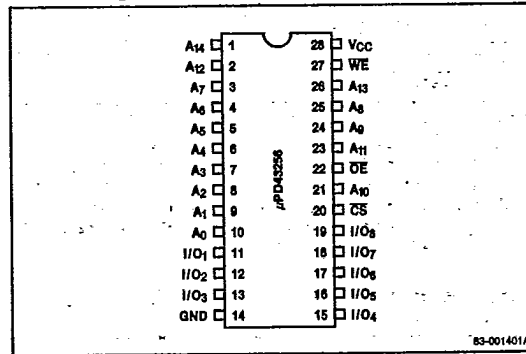 A14 1 28 VCC
A12 2 27 WE
A7 3 26 A13
A6 4 25 A8
A5 5 24 A9
A4 6 23 A11
A3 7 22 OE
A2 8 21 A10
A1 9 20 CS
A0 10 19 I/O8
I/O1 11 18 I/O7
I/O2 12 17 I/O6
I/O3 13 16 I/O5
GND 14 15 I/O4
μPD43256
83-001401A